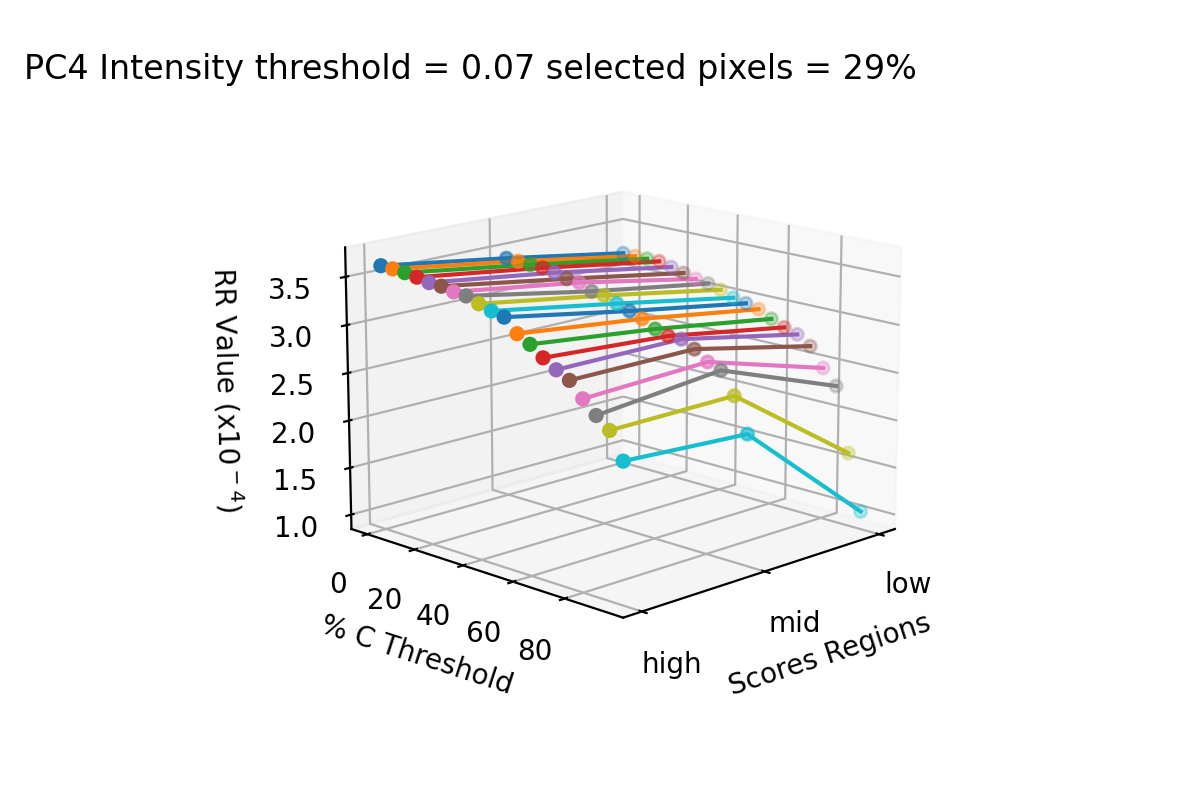 PC4 Intensity threshold = 0.07 selected pixels = 29%
RR Value (x10⁻⁴)
3.5
3.0
2.5
2.0
1.5
1.0
0
20
40
60
80
% C Threshold
high
mid
low
Scores Regions